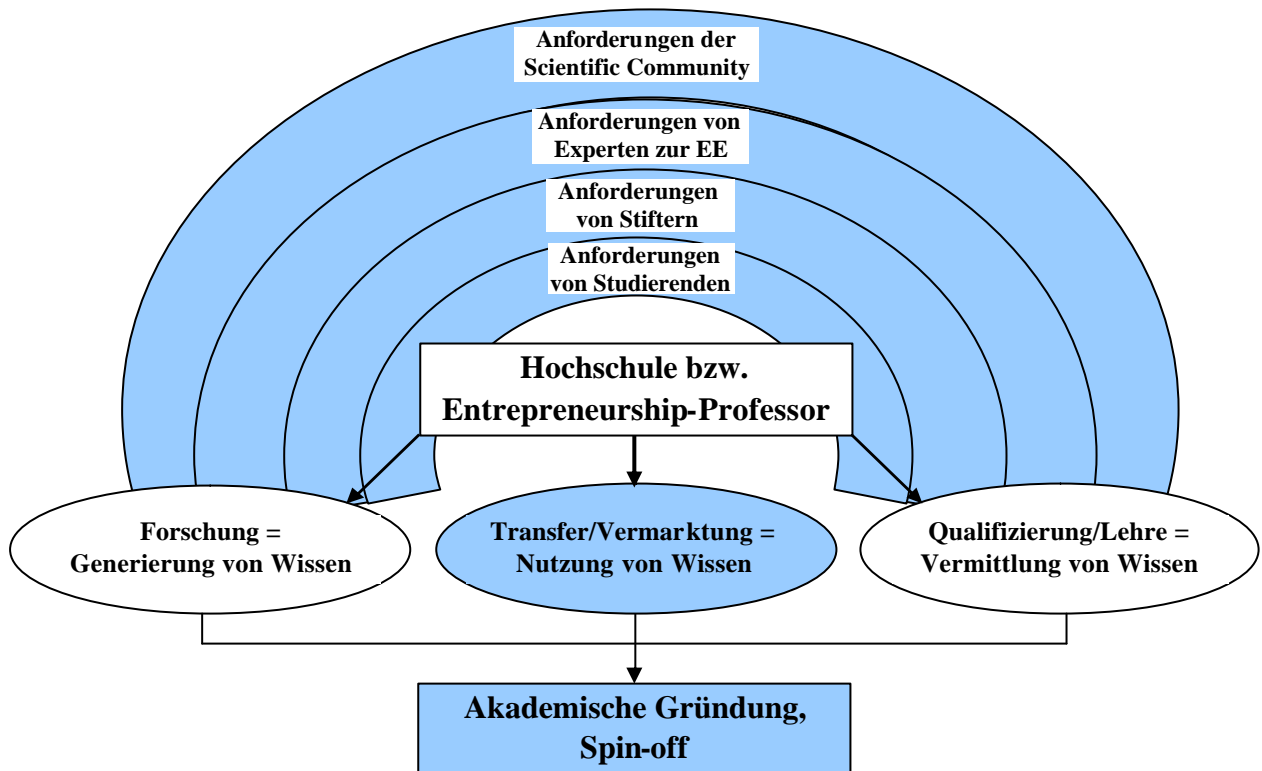 Anforderungen der
Scientific Community
Anforderungen von
Experten zur EE
Anforderungen
von Stiftern
Anforderungen
von Studierenden
Hochschule bzw.
Entrepreneurship-Professor
Forschung =
Generierung von Wissen
Transfer/Vermarktung =
Nutzung von Wissen
Qualifizierung/Lehre =
Vermittlung von Wissen
Akademische Gründung,
Spin-off